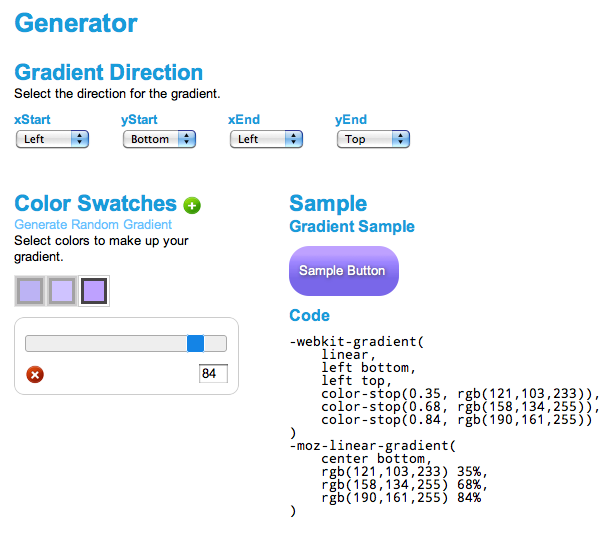 Generator
Gradient Direction
Select the direction for the gradient.
xStart yStart xEnd yEnd
Left Bottom Left Top
Color Swatches
Generate Random Gradient
Select colors to make up your
gradient.
84
Sample
Gradient Sample
Sample Button
Code
-webkit-gradient(
    linear,
    left bottom,
    left top,
    color-stop(0.35, rgb(121,103,233)),
    color-stop(0.68, rgb(158,134,255)),
    color-stop(0.84, rgb(190,161,255))
)
-moz-linear-gradient(
    center bottom,
    rgb(121,103,233) 35%,
    rgb(158,134,255) 68%,
    rgb(190,161,255) 84%
)